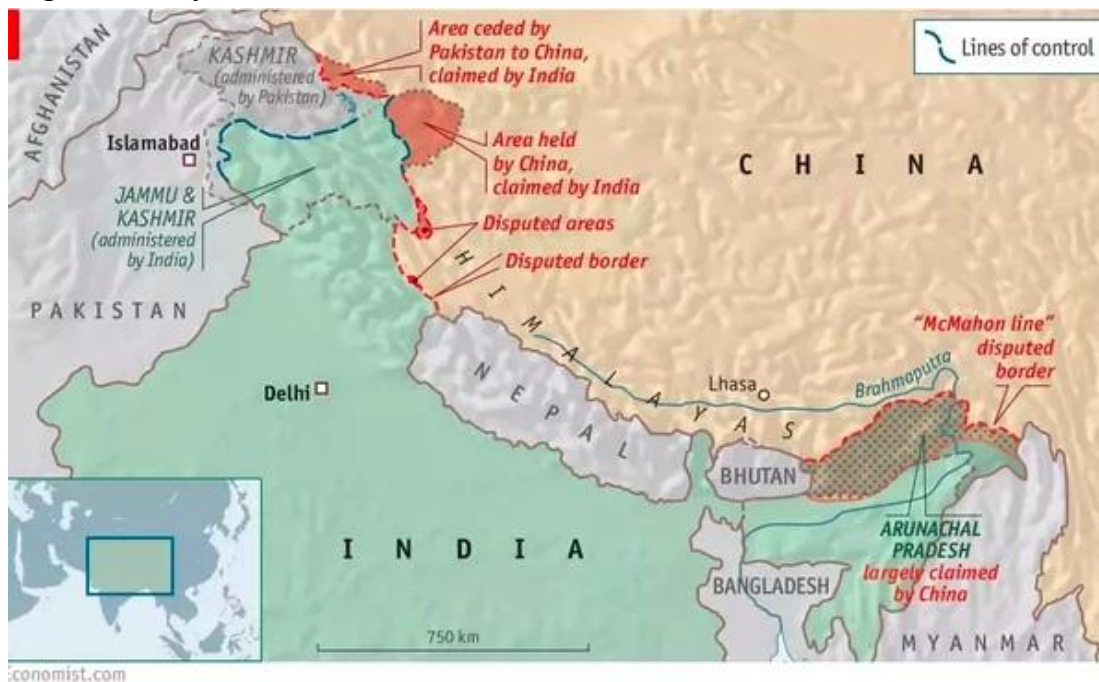 Area ceded by
Pakistan to China,
claimed by India
Lines of control
KASHMIR
(administered
by Pakistan)
AFGHANISTAN
Islamabad
Area held
by China,
claimed by India
CHINA
JAMMU &
KASHMIR
(administered
by India)
Disputed areas
Disputed border
HIMALAYAS
PAKISTAN
"McMahon line"
disputed
border
Delhi
NEPAL
Lhasa
Brahmaputra
BHUTAN
INDIA
ARUNACHAL
PRADESH
largely claimed
by China
BANGLADESH
750 km
MYANMAR
Economist.com